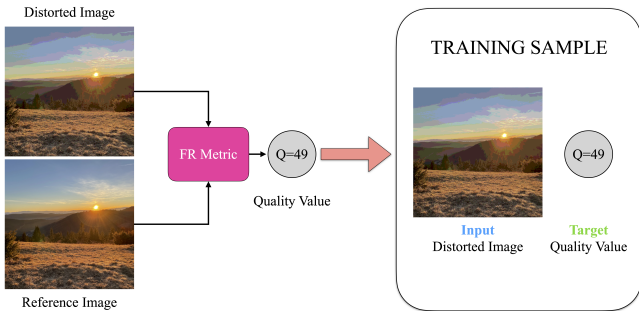 Distorted Image
FR Metric
Q=49
Quality Value
Reference Image
TRAINING SAMPLE
Q=49
Input
Distorted Image
Target
Quality Value